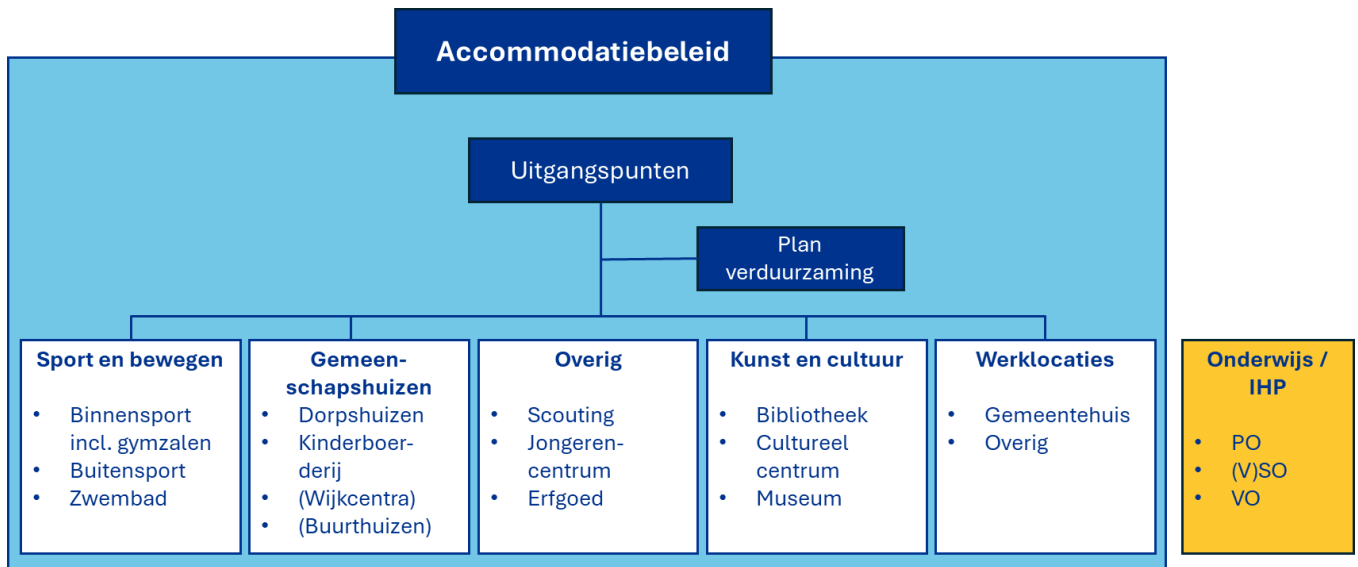 Accommodatiebeleid
Uitgangspunten
Plan
verduurzaming
Sport en bewegen
• Binnensport
incl. gymzalen
• Buitensport
• Zwembad
Gemeen-
schapshuizen
• Dorpshuizen
• Kinderboer-
derij
• (Wijkcentra)
• (Buurthuizen)
Overig
• Scouting
• Jongeren-
centrum
• Erfgoed
Kunst en cultuur
• Bibliotheek
• Cultureel
centrum
• Museum
Werklocaties
• Gemeentehuis
• Overig
Onderwijs /
IHP
• PO
• (V)SO
• VO